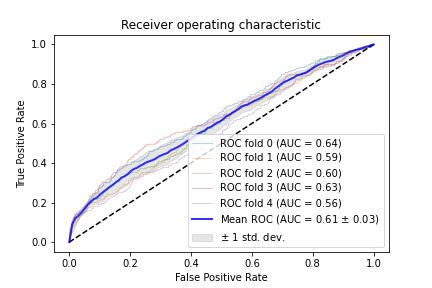 Receiver operating characteristic
True Positive Rate
1.0
0.8
0.6
0.4
0.2
0.0
ROC fold 0 (AUC = 0.64)
ROC fold 1 (AUC = 0.59)
ROC fold 2 (AUC = 0.60)
ROC fold 3 (AUC = 0.63)
ROC fold 4 (AUC = 0.56)
Mean ROC (AUC = 0.61 ± 0.03)
± 1 std. dev.
0.0 0.2 0.4 0.6 0.8 1.0
False Positive Rate